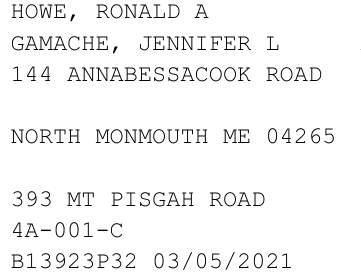 HOWE, RONALD A
GAMACHE, JENNIFER L
144 ANNABESSACOOK ROAD
NORTH MONMOUTH ME 04265
393 MT PISGAH ROAD
4A-001-C
B13923P32 03/05/2021